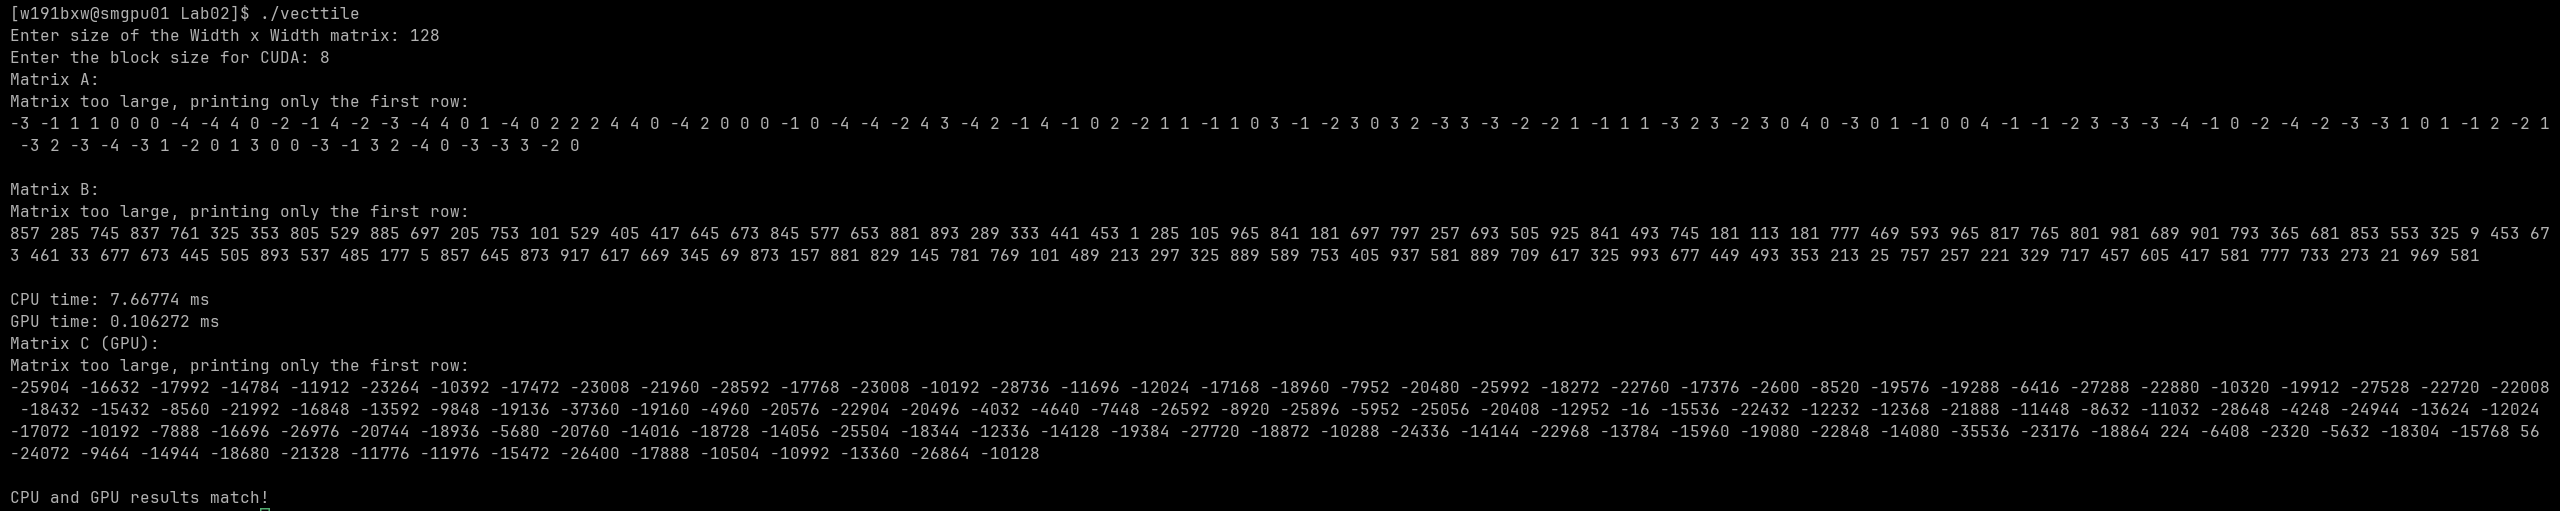 [w191bxw@smgpu01 Lab02]$ ./vecttile
Enter size of the Width x Width matrix: 128
Enter the block size for CUDA: 8
Matrix A:
Matrix too large, printing only the first row:
-3 -1 1 1 0 0 0 -4 -4 4 0 -2 -1 4 -2 -3 -4 4 0 1 -4 0 2 2 2 4 4 0 -4 2 0 0 0 -1 0 -4 -4 -2 4 3 -4 2 -1 4 -1 0 2 -2 1 1 -1 1 0 3 -1 -2 3 0 3 2 -3 3 -3 -2 -2 1 -1 1 1 -3 2 3 -2 3 0 4 0 -3 0 1 -1 0 0 4 -1 -1 -2 3 -3 -3 -4 -1 0 -2 -4 -2 -3 -3 1 0 1 -1 2 -2 1
-3 2 -3 -4 -3 1 -2 0 1 3 0 0 -3 -1 3 2 -4 0 -3 -3 3 -2 0
Matrix B:
Matrix too large, printing only the first row:
857 285 745 837 761 325 353 805 529 885 697 205 753 101 529 405 417 645 673 845 577 653 881 893 289 333 441 453 1 285 105 965 841 181 697 797 257 693 505 925 841 493 745 181 113 181 777 469 593 965 817 765 801 981 689 901 793 365 681 853 553 325 9 453 67
3 461 33 677 673 445 505 893 537 485 177 5 857 645 873 917 617 669 345 69 873 157 881 829 145 781 769 101 489 213 297 325 889 589 753 405 937 581 889 709 617 325 993 677 449 493 353 213 25 757 257 221 329 717 457 605 417 581 777 733 273 21 969 581
CPU time: 7.66774 ms
GPU time: 0.106272 ms
Matrix C (GPU):
Matrix too large, printing only the first row:
-25904 -16632 -17992 -14784 -11912 -23264 -10392 -17472 -23008 -21960 -28592 -17768 -23008 -10192 -28736 -11696 -12024 -17168 -18960 -7952 -20480 -25992 -18272 -22760 -17376 -2600 -8520 -19576 -19288 -6416 -27288 -22880 -10320 -19912 -27528 -22720 -22008
-18432 -15432 -8560 -21992 -16848 -13592 -9848 -19136 -37360 -19160 -4960 -20576 -22904 -20496 -4032 -4640 -7448 -26592 -8920 -25896 -5952 -25056 -20408 -12952 -16 -15536 -22432 -12232 -12368 -21888 -11448 -8632 -11032 -28648 -4248 -24944 -13624 -12024
-17072 -10192 -7888 -16696 -26976 -20744 -18936 -5680 -20760 -14016 -18728 -14056 -25504 -18344 -12336 -14128 -19384 -27720 -18872 -10288 -24336 -14144 -22968 -13784 -15960 -19080 -22848 -14080 -35536 -23176 -18864 224 -6408 -2320 -5632 -18304 -15768 56
-24072 -9464 -14944 -18680 -21328 -11776 -11976 -15472 -26400 -17888 -10504 -10992 -13360 -26864 -10128
CPU and GPU results match!